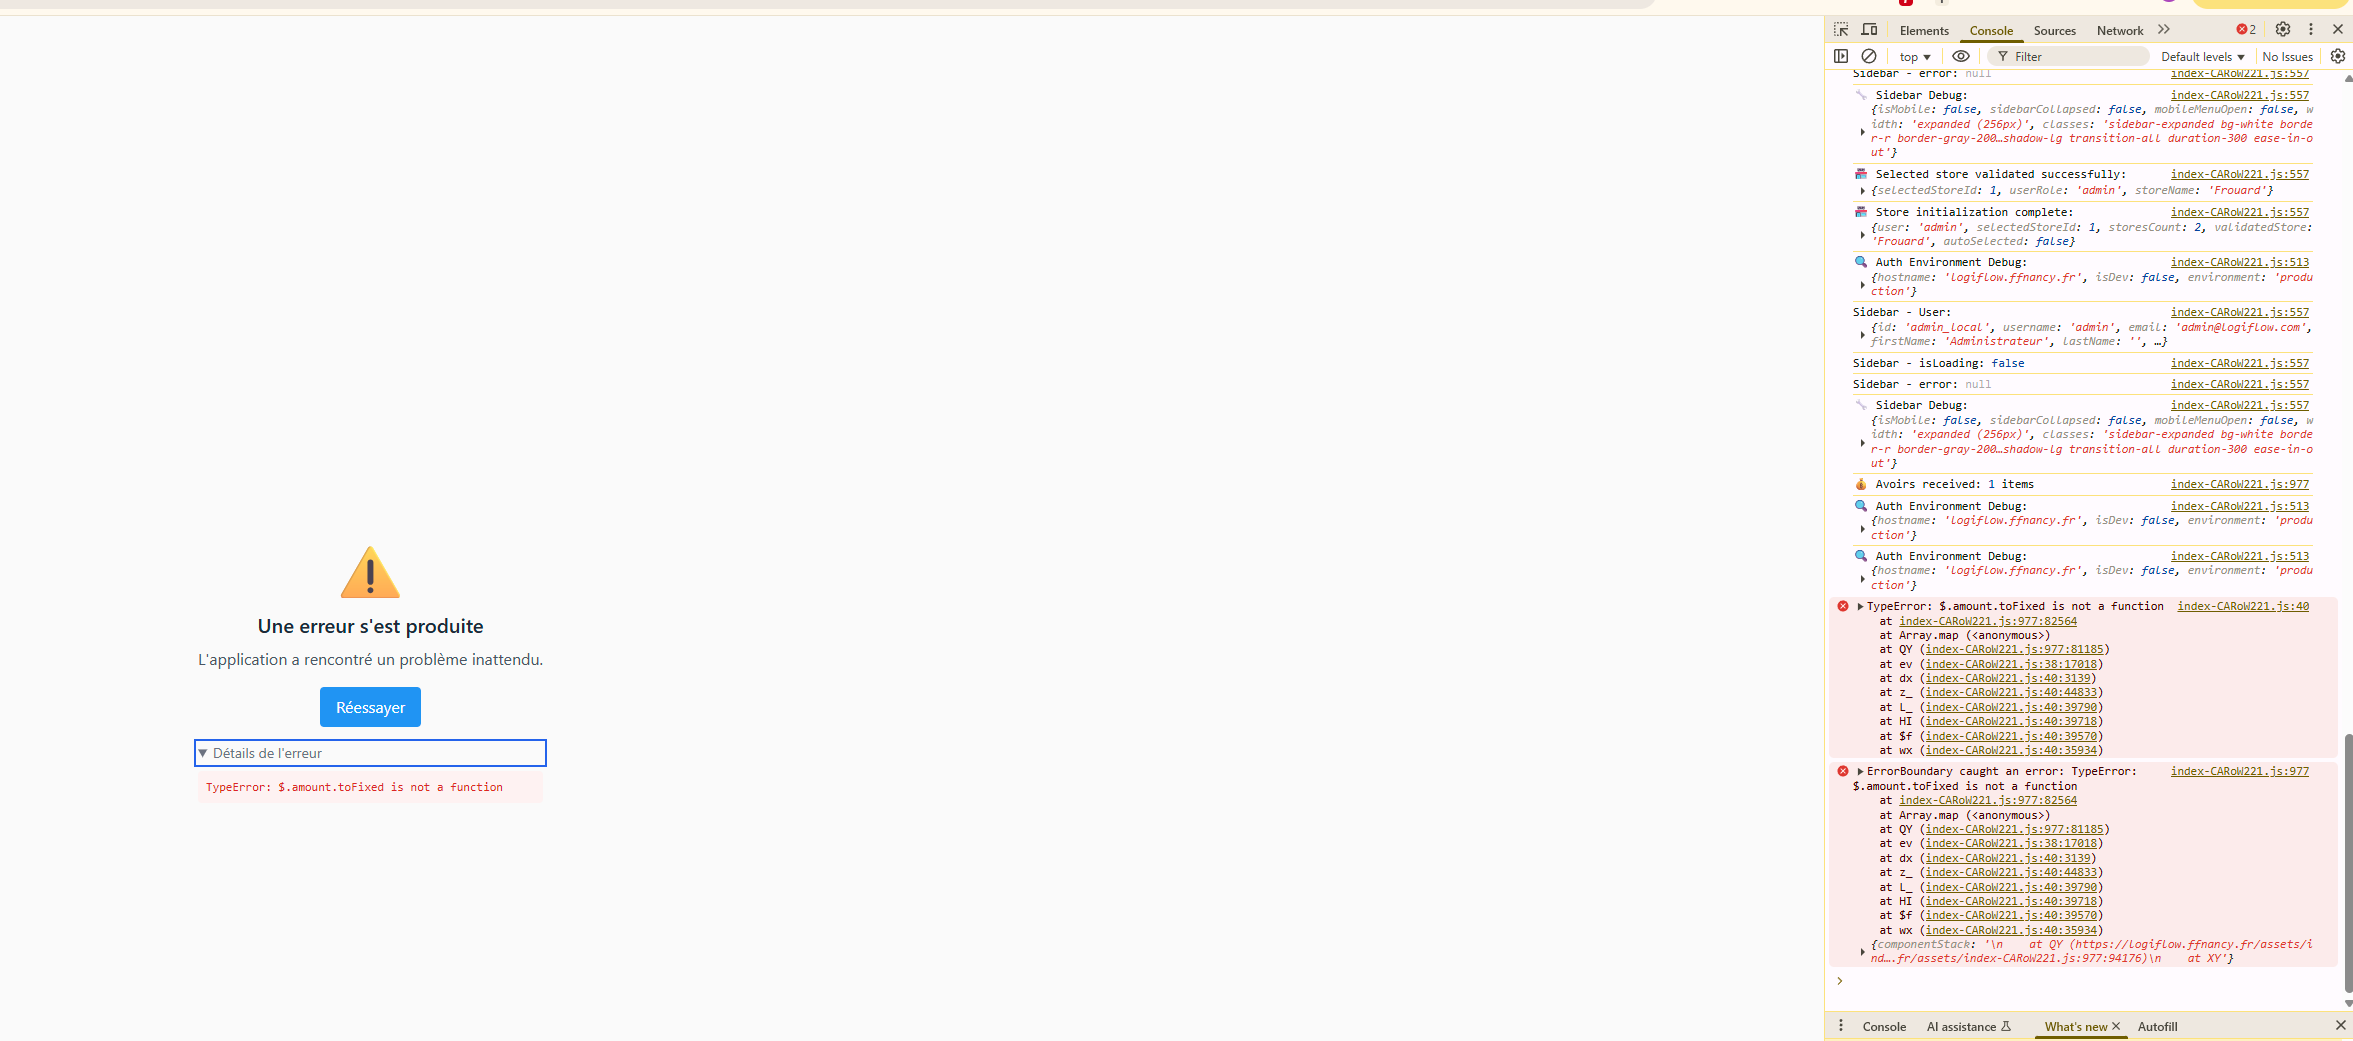 Une erreur s'est produite
L'application a rencontré un problème inattendu.
Réessayer
▼ Détails de l'erreur
TypeError: $.amount.toFixed is not a function
Elements Console Sources Network 2
top Filter Default levels No Issues
Sidebar - error: null index-CARoW221.js:557
Sidebar Debug: index-CARoW221.js:557
{isMobile: false, sidebarCollapsed: false, mobileMenuOpen: false, w
idth: 'expanded (256px)', classes: 'sidebar-expanded bg-white borde
r-r border-gray-200…shadow-lg transition-all duration-300 ease-in-o
ut'}
Selected store validated successfully: index-CARoW221.js:557
{selectedStoreId: 1, userRole: 'admin', storeName: 'Frouard'}
Store initialization complete: index-CARoW221.js:557
{user: 'admin', selectedStoreId: 1, storesCount: 2, validatedStore:
'Frouard', autoSelected: false}
Auth Environment Debug: index-CARoW221.js:513
{hostname: 'logiflow.ffnancy.fr', isDev: false, environment: 'produ
ction'}
Sidebar - User: index-CARoW221.js:557
{id: 'admin_local', username: 'admin', email: 'admin@logiflow.com',
firstName: 'Administrateur', lastName: '', …}
Sidebar - isLoading: false index-CARoW221.js:557
Sidebar - error: null index-CARoW221.js:557
Sidebar Debug: index-CARoW221.js:557
{isMobile: false, sidebarCollapsed: false, mobileMenuOpen: false, w
idth: 'expanded (256px)', classes: 'sidebar-expanded bg-white borde
r-r border-gray-200…shadow-lg transition-all duration-300 ease-in-o
ut'}
Avoirs received: 1 items index-CARoW221.js:977
Auth Environment Debug: index-CARoW221.js:513
{hostname: 'logiflow.ffnancy.fr', isDev: false, environment: 'produ
ction'}
Auth Environment Debug: index-CARoW221.js:513
{hostname: 'logiflow.ffnancy.fr', isDev: false, environment: 'produ
ction'}
TypeError: $.amount.toFixed is not a function index-CARoW221.js:40
at index-CARoW221.js:977:82564
at Array.map (<anonymous>)
at QY (index-CARoW221.js:977:81185)
at ev (index-CARoW221.js:38:17018)
at dx (index-CARoW221.js:40:3139)
at z_ (index-CARoW221.js:40:44833)
at L_ (index-CARoW221.js:40:39790)
at HI (index-CARoW221.js:40:39718)
at $f (index-CARoW221.js:40:39570)
at wx (index-CARoW221.js:40:35934)
ErrorBoundary caught an error: TypeError: index-CARoW221.js:977
$.amount.toFixed is not a function
at index-CARoW221.js:977:82564
at Array.map (<anonymous>)
at QY (index-CARoW221.js:977:81185)
at ev (index-CARoW221.js:38:17018)
at dx (index-CARoW221.js:40:3139)
at z_ (index-CARoW221.js:40:44833)
at L_ (index-CARoW221.js:40:39790)
at HI (index-CARoW221.js:40:39718)
at $f (index-CARoW221.js:40:39570)
at wx (index-CARoW221.js:40:35934)
{componentStack: '\n    at QY (https://logiflow.ffnancy.fr/assets/i
nd….fr/assets/index-CARoW221.js:977:94176)\n    at XY'}
Console AI assistance What's new Autofill